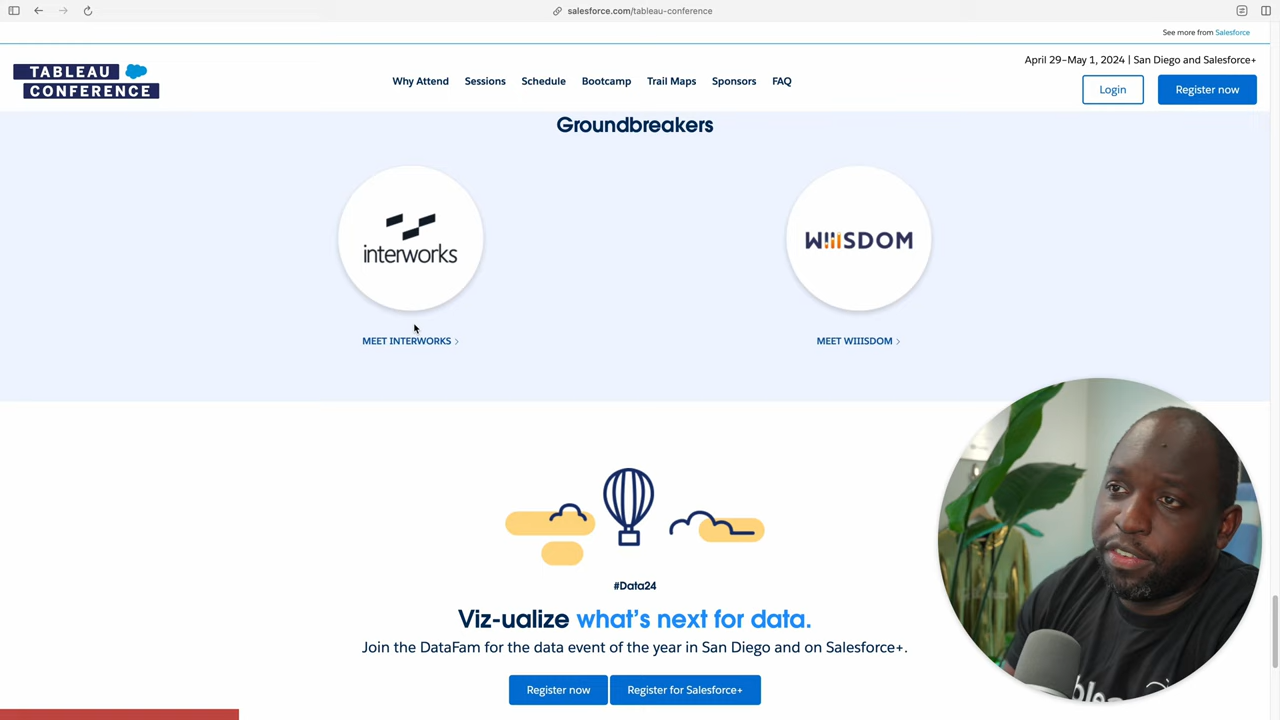 salesforce.com/tableau-conference
See more from Salesforce
TABLEAU
CONFERENCE
Why Attend
Sessions
Schedule
Bootcamp
Trail Maps
Sponsors
FAQ
April 29–May 1, 2024 | San Diego and Salesforce+
Login
Register now
Groundbreakers
interworks
WIIISDOM
MEET INTERWORKS >
MEET WIIISDOM >
#Data24
Viz-ualize what's next for data.
Join the DataFam for the data event of the year in San Diego and on Salesforce+.
Register now
Register for Salesforce+